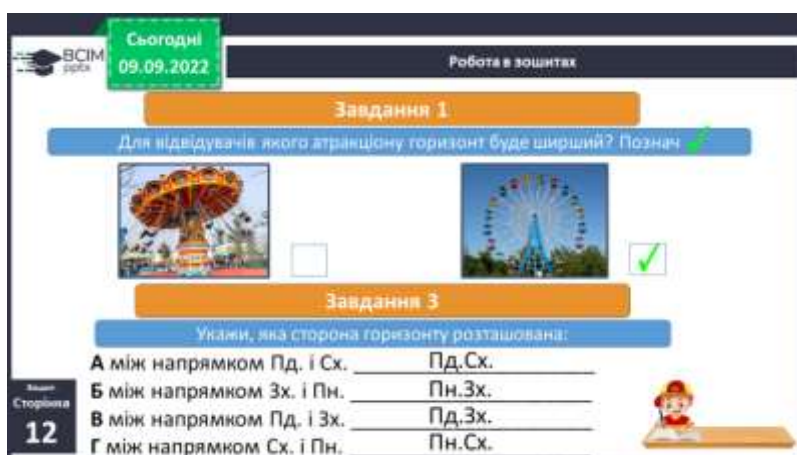 Сьогодні
09.09.2022
ВСІМ
pptx
Робота в зошитах
Завдання 1
Для відвідувачів якого атракціону горизонт буде ширший? Познач
Завдання 3
Укажи, яка сторона горизонту розташована:
А між напрямком Пд. і Сх. Пд.Сх.
Б між напрямком Зх. і Пн. Пн.Зх.
В між напрямком Пд. і Зх. Пд.Зх.
Г між напрямком Сх. і Пн. Пн.Сх.
Зошит
Сторінка
12